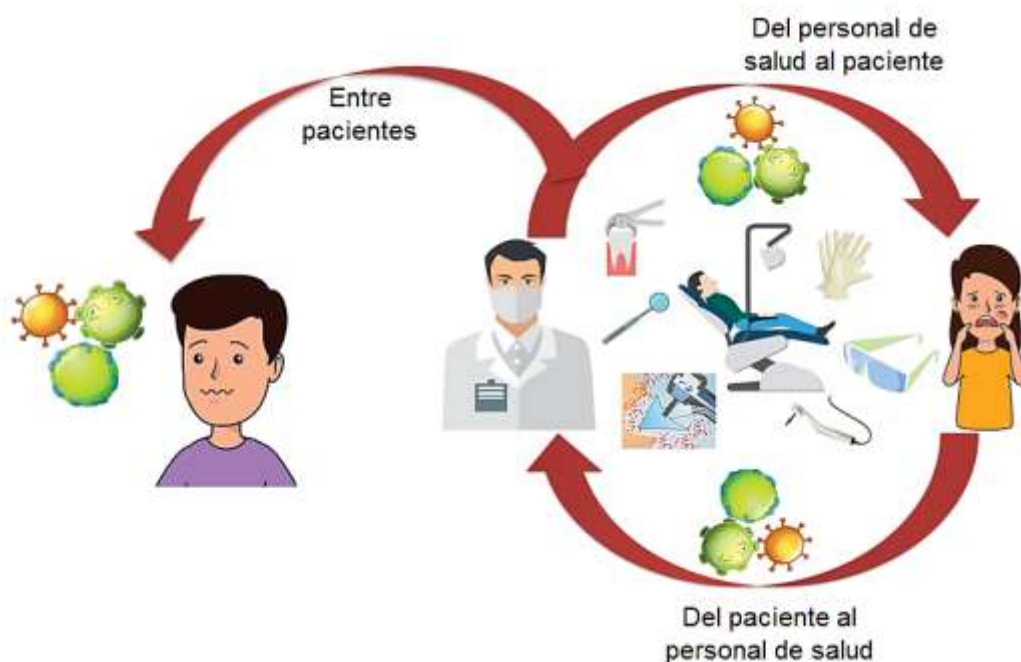 Del personal de
salud al paciente
Entre
pacientes
Del paciente al
personal de salud